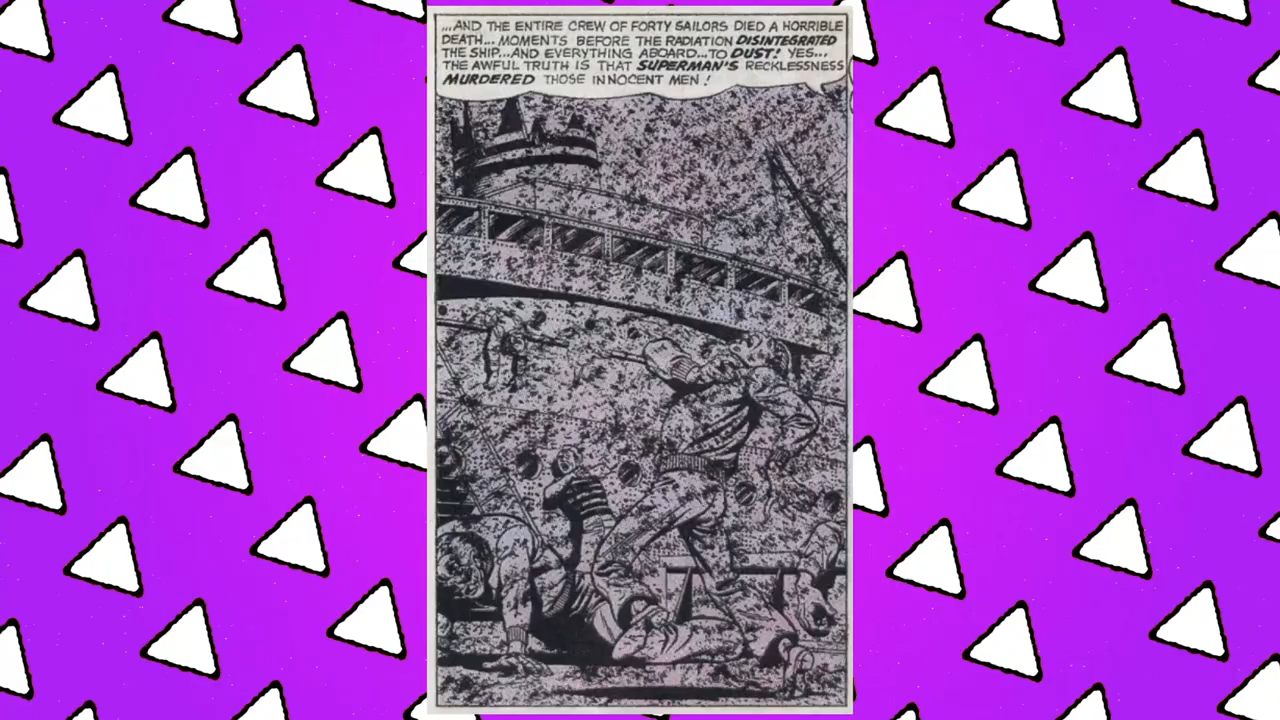 ...AND THE ENTIRE CREW OF FORTY SAILORS DIED A HORRIBLE
DEATH... MOMENTS BEFORE THE RADIATION DISINTEGRATED
THE SHIP...AND EVERYTHING ABOARD...TO DUST! YES...
THE AWFUL TRUTH IS THAT SUPERMAN'S RECKLESSNESS
MURDERED THOSE INNOCENT MEN!